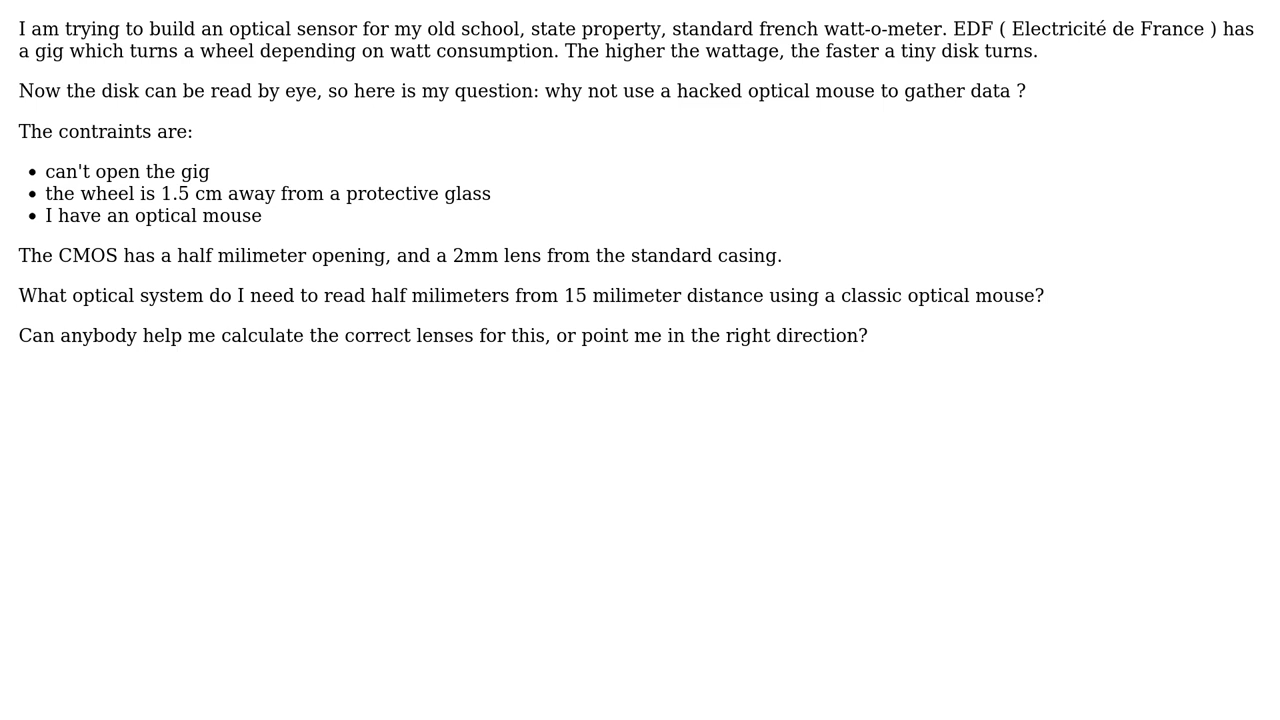 I am trying to build an optical sensor for my old school, state property, standard french watt-o-meter. EDF ( Electricité de France ) has
a gig which turns a wheel depending on watt consumption. The higher the wattage, the faster a tiny disk turns.
Now the disk can be read by eye, so here is my question: why not use a hacked optical mouse to gather data ?
The contraints are:
• can't open the gig
• the wheel is 1.5 cm away from a protective glass
• I have an optical mouse
The CMOS has a half milimeter opening, and a 2mm lens from the standard casing.
What optical system do I need to read half milimeters from 15 milimeter distance using a classic optical mouse?
Can anybody help me calculate the correct lenses for this, or point me in the right direction?